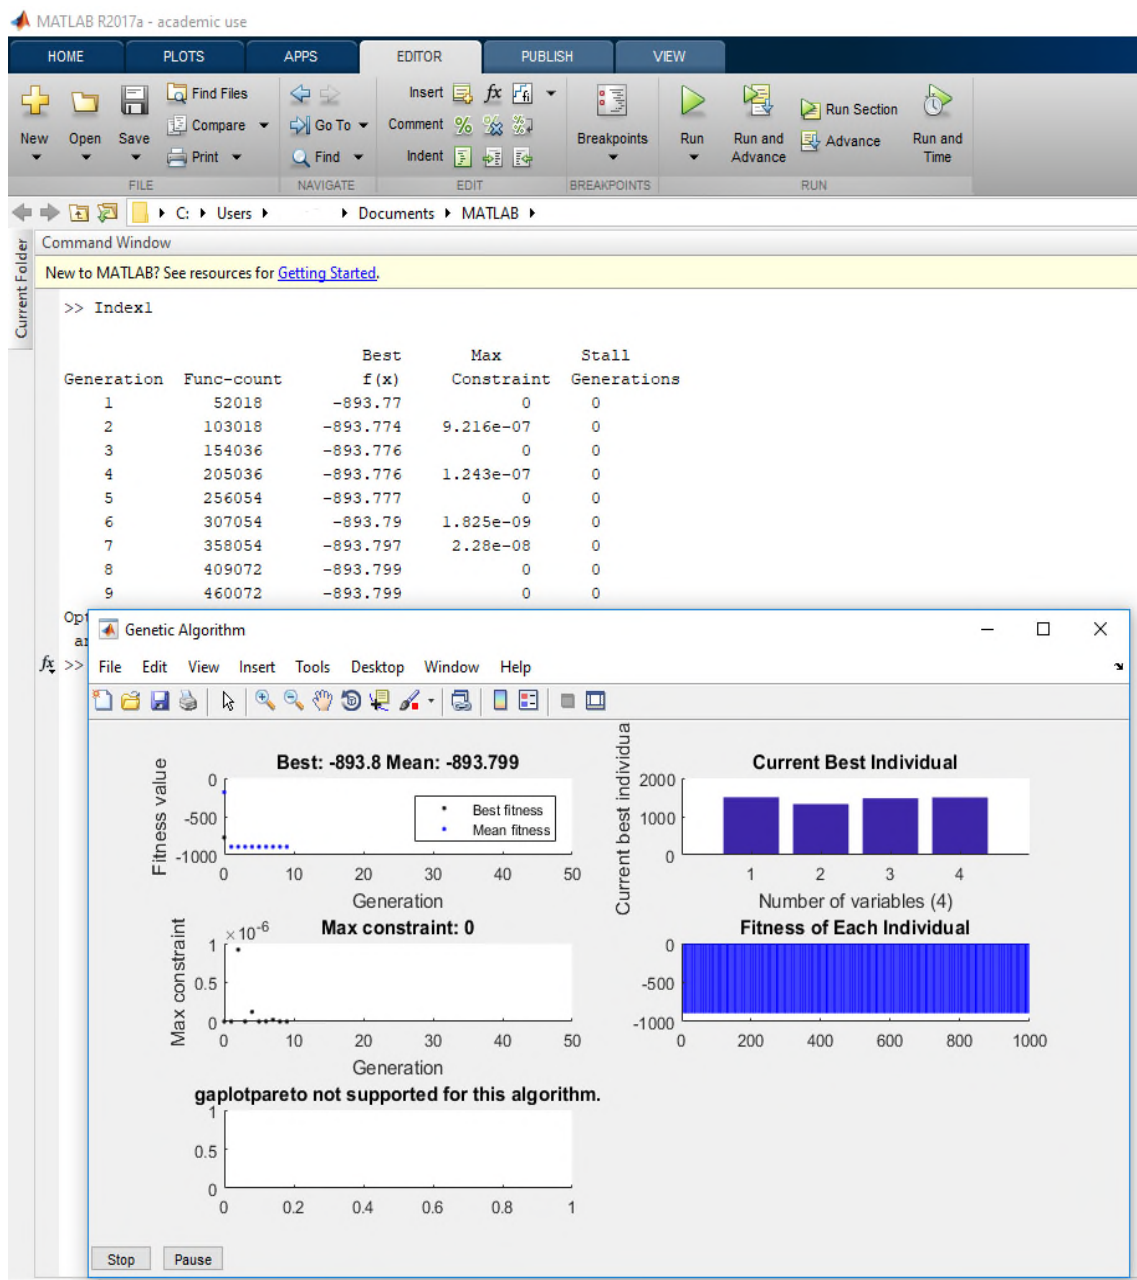 MATLAB R2017a - academic use
HOME PLOTS APPS EDITOR PUBLISH VIEW
New Open Save Find Files Compare Print
Go To Find
Insert fx fi
Comment
Indent
Breakpoints
Run Run and Advance Run Section Advance Run and Time
FILE NAVIGATE EDIT BREAKPOINTS RUN
C: Users Documents MATLAB
Current Folder
Command Window
New to MATLAB? See resources for Getting Started.
>> Index1
Best Max Stall
Generation Func-count f(x) Constraint Generations
1 52018 -893.77 0 0
2 103018 -893.774 9.216e-07 0
3 154036 -893.776 0 0
4 205036 -893.776 1.243e-07 0
5 256054 -893.777 0 0
6 307054 -893.79 1.825e-09 0
7 358054 -893.797 2.28e-08 0
8 409072 -893.799 0 0
9 460072 -893.799 0 0
fx >>
Genetic Algorithm
File Edit View Insert Tools Desktop Window Help
Best: -893.8 Mean: -893.799
Fitness value
0
-500
-1000
Best fitness
Mean fitness
0 10 20 30 40 50
Generation
Current Best Individual
Current best individua
2000
1000
0
1 2 3 4
Number of variables (4)
Max constraint: 0
Max constraint
×10^-6
1
0.5
0
0 10 20 30 40 50
Generation
Fitness of Each Individual
0
-500
-1000
0 200 400 600 800 1000
gaplotpareto not supported for this algorithm.
1
0.5
0
0 0.2 0.4 0.6 0.8 1
Stop Pause